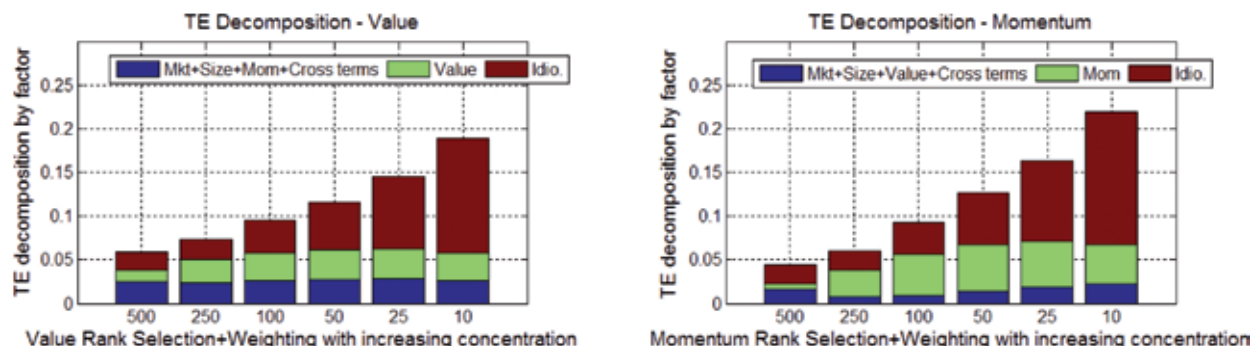 TE Decomposition - Value
TE decomposition by factor
Mkt+Size+Mom+Cross terms Value Idio.
0.25
0.2
0.15
0.1
0.05
0
500 250 100 50 25 10
Value Rank Selection+Weighting with increasing concentration
TE Decomposition - Momentum
TE decomposition by factor
Mkt+Size+Value+Cross terms Mom Idio.
0.25
0.2
0.15
0.1
0.05
0
500 250 100 50 25 10
Momentum Rank Selection+Weighting with increasing concentration